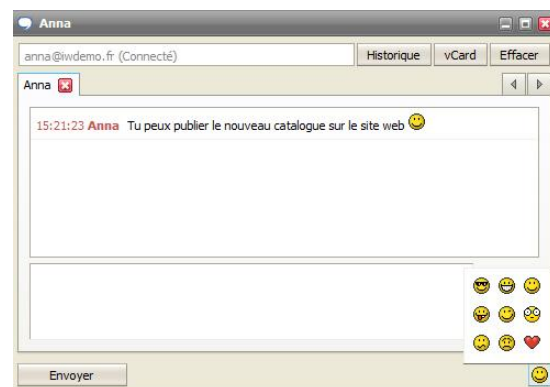 Anna
anna@iwdemo.fr (Connecté)
Historique
vCard
Effacer
Anna
15:21:23 Anna Tu peux publier le nouveau catalogue sur le site web
Envoyer